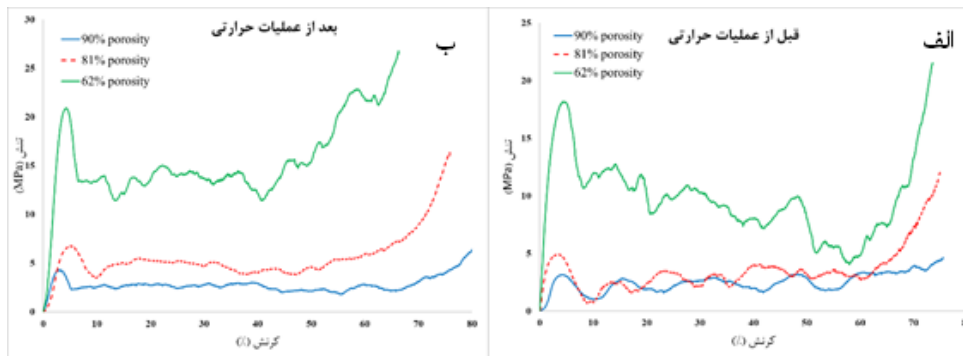 بعد از عملیات حرارتی
ب
90% porosity
81% porosity
62% porosity
تنش (MPa)
30
25
20
15
10
5
0
0 10 20 30 40 50 60 70 80
کرنش (٪)
قبل از عملیات حرارتی
الف
90% porosity
81% porosity
62% porosity
تنش (MPa)
25
20
15
10
5
0
0 10 20 30 40 50 60 70 80
کرنش (٪)